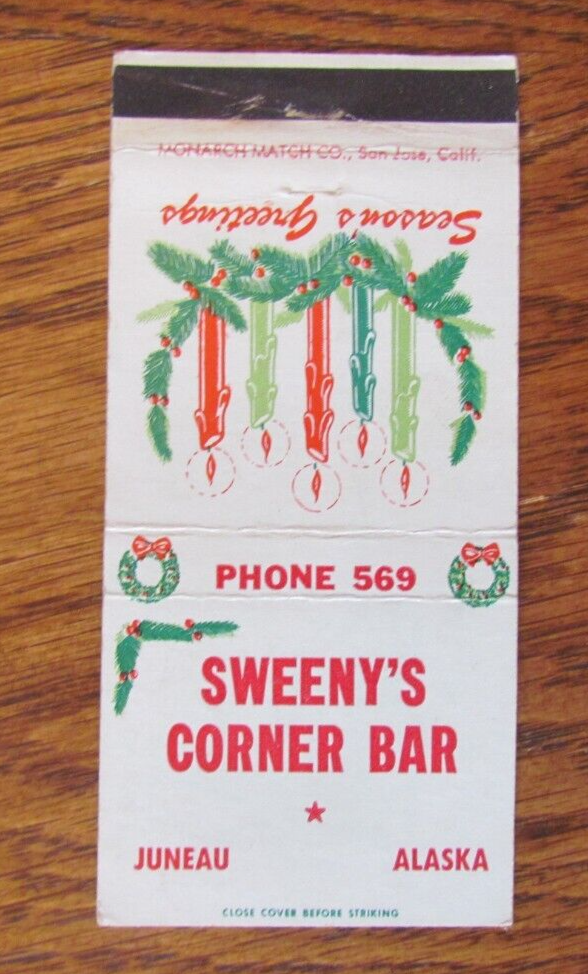 MONARCH MATCH CO., San Jose, Calif.
Season's Greetings
PHONE 569
SWEENY'S
CORNER BAR
JUNEAU ALASKA
CLOSE COVER BEFORE STRIKING